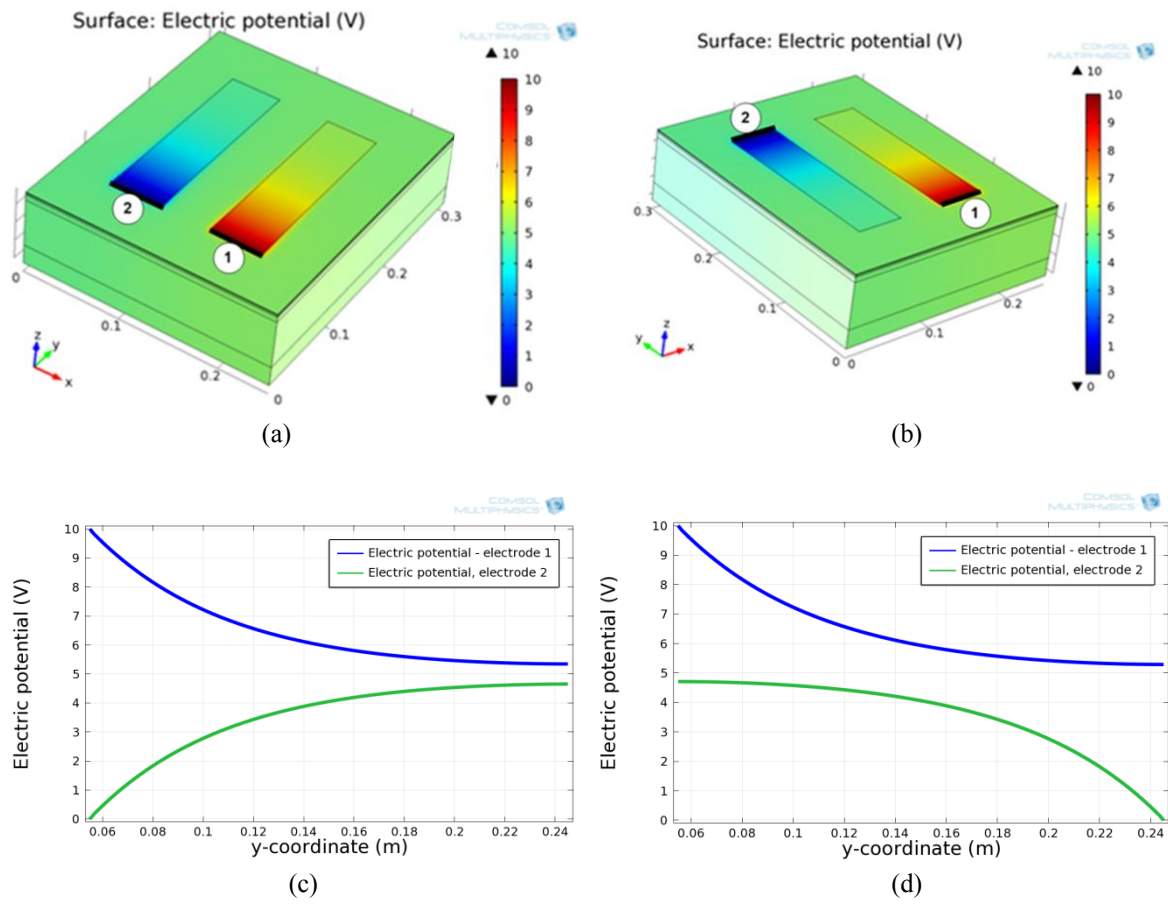 Surface: Electric potential (V)
COMSOL
MULTIPHYSICS
▲ 10
10
9
8
7
6
5
4
3
2
1
0
▼ 0
2
1
0
0.1
0.2
0
0.1
0.2
0.3
z
y
x
(a)
Surface: Electric potential (V)
COMSOL
MULTIPHYSICS
▲ 10
10
9
8
7
6
5
4
3
2
1
0
▼ 0
2
1
0.3
0.2
0.1
0
0
0.1
0.2
z
y
x
(b)
COMSOL
MULTIPHYSICS
Electric potential (V)
10
9
8
7
6
5
4
3
2
1
0
Electric potential - electrode 1
Electric potential, electrode 2
0.06 0.08 0.1 0.12 0.14 0.16 0.18 0.2 0.22 0.24
y-coordinate (m)
(c)
COMSOL
MULTIPHYSICS
Electric potential (V)
10
9
8
7
6
5
4
3
2
1
0
Electric potential - electrode 1
Electric potential, electrode 2
0.06 0.08 0.1 0.12 0.14 0.16 0.18 0.2 0.22 0.24
y-coordinate (m)
(d)